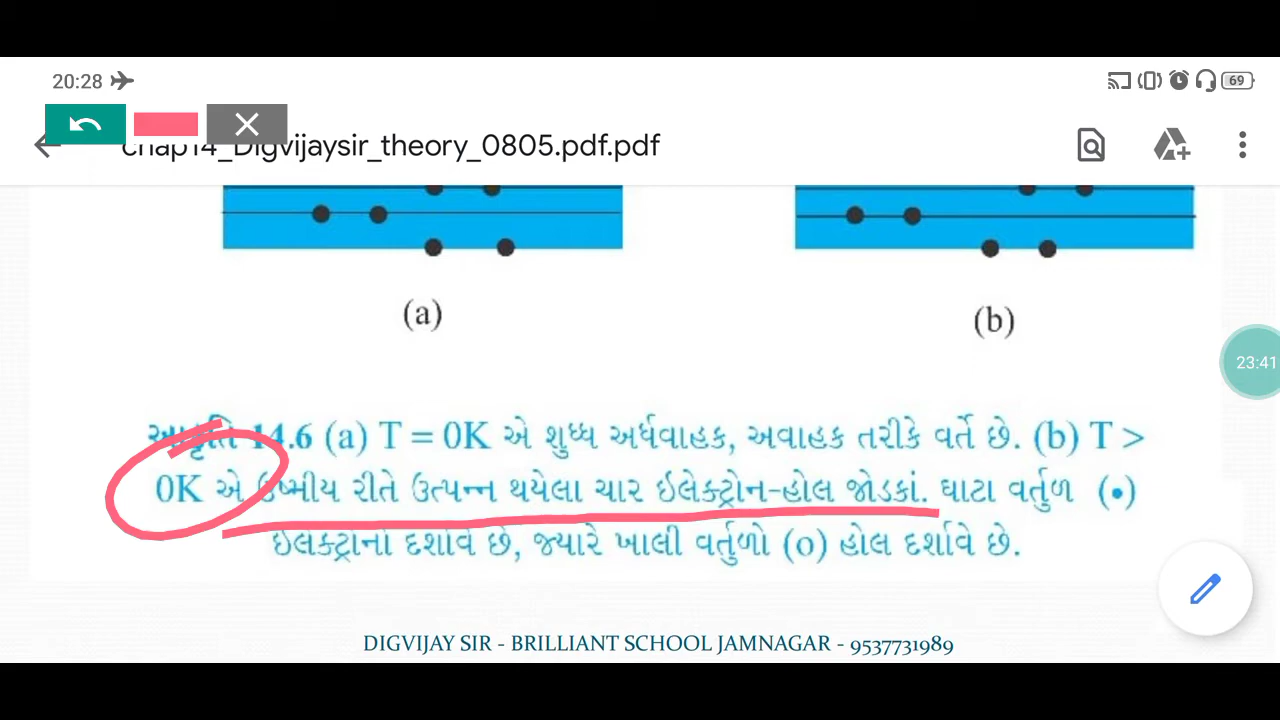 20:28
69
chap14_Digvijaysir_theory_0805.pdf.pdf
(a)
(b)
23:41
આકૃતિ 14.6 (a) T = 0K એ શુધ્ધ અર્ધવાહક, અવાહક તરીકે વર્તે છે. (b) T >
0K એ ઉષ્મીય રીતે ઉત્પન્ન થયેલા ચાર ઇલેક્ટ્રોન-હોલ જોડકાં. ઘાટા વર્તુળ (•)
ઇલેક્ટ્રૉનો દર્શાવે છે, જ્યારે ખાલી વર્તુળો (o) હોલ દર્શાવે છે.
DIGVIJAY SIR - BRILLIANT SCHOOL JAMNAGAR - 9537731989